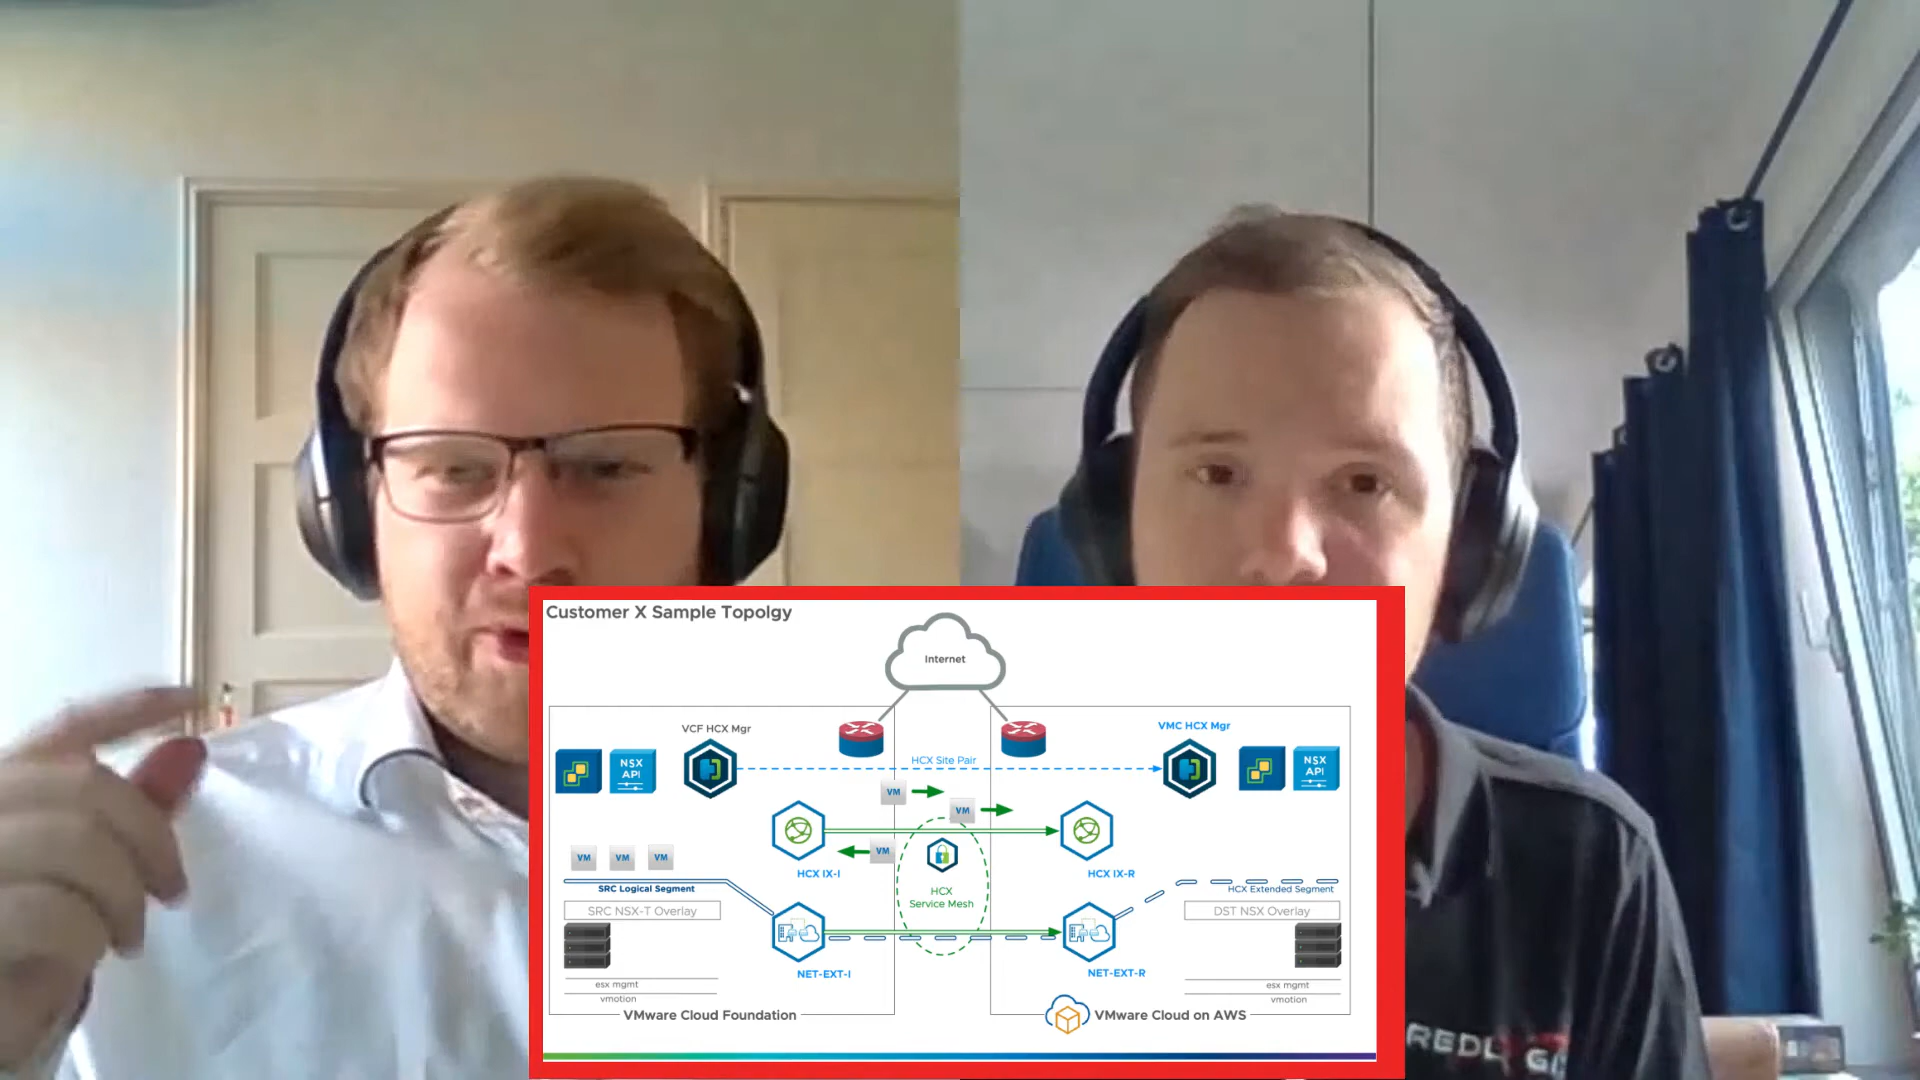 Customer X Sample Topolgy
Internet
VCF HCX Mgr
VMC HCX Mgr
NSX
API
HCX Site Pair
NSX
API
VM
VM
VM
HCX IX-I
HCX IX-R
VM VM VM
SRC Logical Segment
HCX
Service Mesh
HCX Extended Segment
SRC NSX-T Overlay
DST NSX Overlay
NET-EXT-I
NET-EXT-R
esx mgmt
vmotion
esx mgmt
vmotion
VMware Cloud Foundation
VMware Cloud on AWS